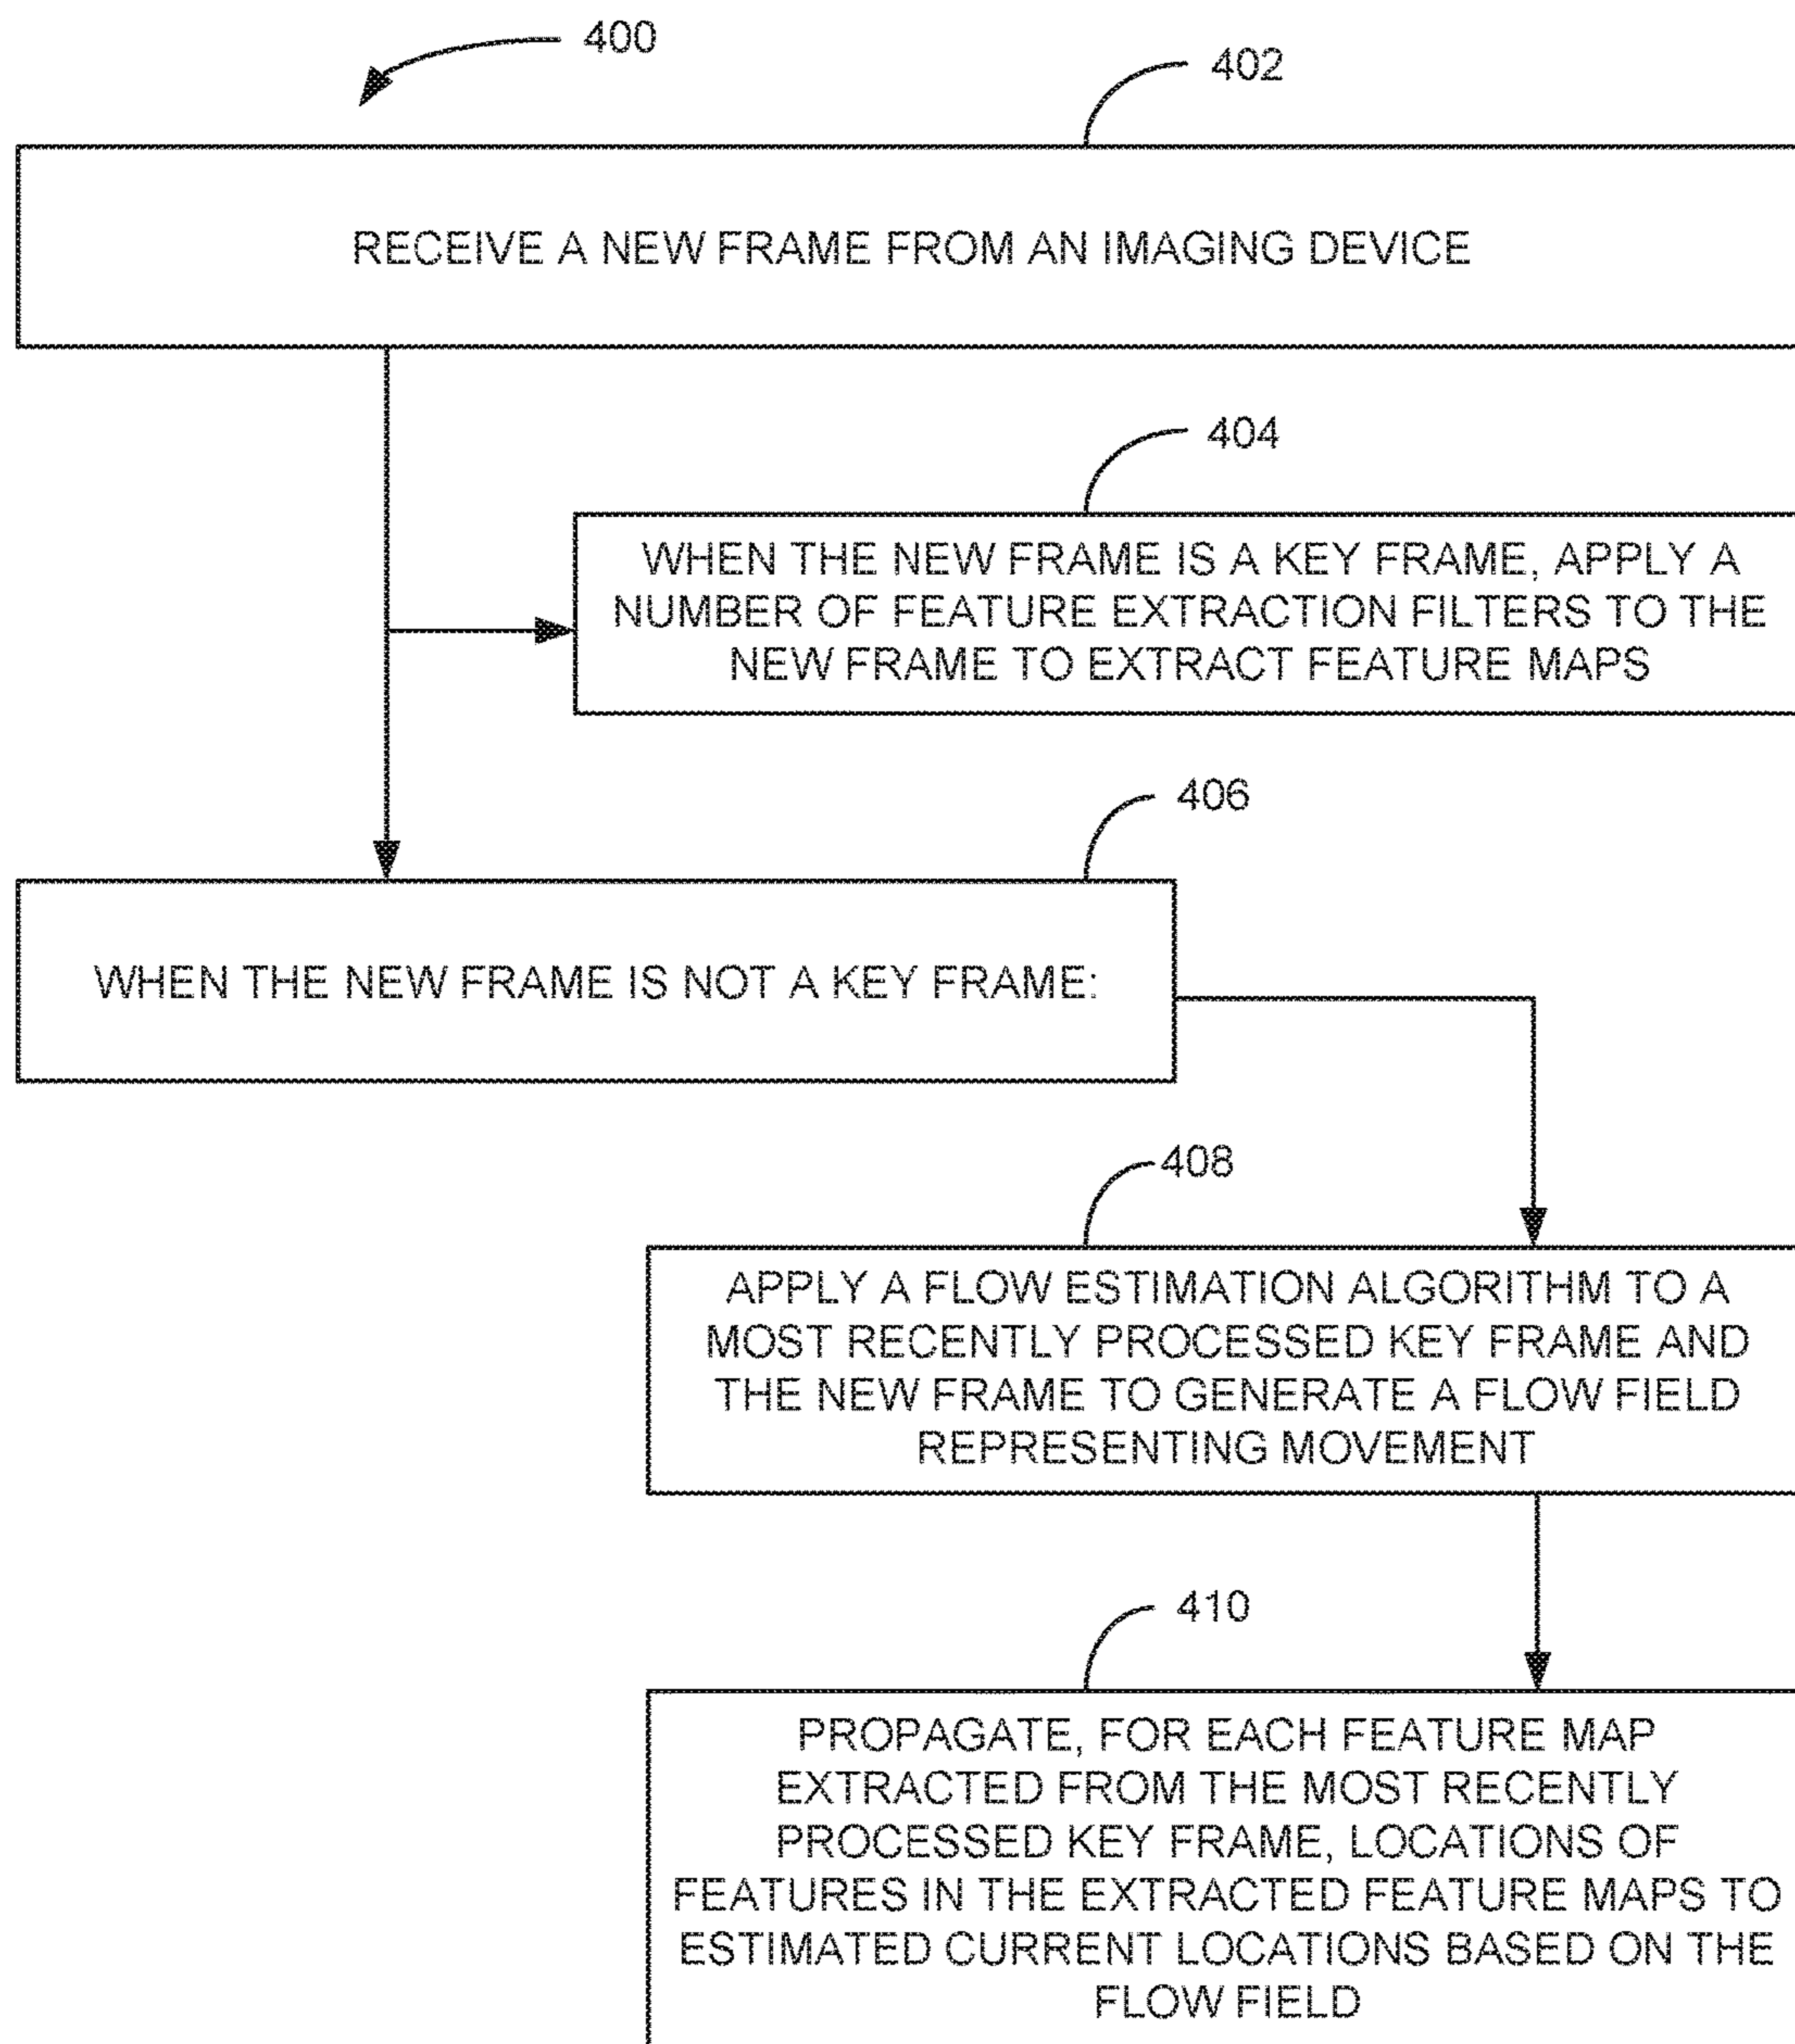 400
402
RECEIVE A NEW FRAME FROM AN IMAGING DEVICE
404
WHEN THE NEW FRAME IS A KEY FRAME, APPLY A
NUMBER OF FEATURE EXTRACTION FILTERS TO THE
NEW FRAME TO EXTRACT FEATURE MAPS
406
WHEN THE NEW FRAME IS NOT A KEY FRAME:
408
APPLY A FLOW ESTIMATION ALGORITHM TO A
MOST RECENTLY PROCESSED KEY FRAME AND
THE NEW FRAME TO GENERATE A FLOW FIELD
REPRESENTING MOVEMENT
410
PROPAGATE, FOR EACH FEATURE MAP
EXTRACTED FROM THE MOST RECENTLY
PROCESSED KEY FRAME, LOCATIONS OF
FEATURES IN THE EXTRACTED FEATURE MAPS TO
ESTIMATED CURRENT LOCATIONS BASED ON THE
FLOW FIELD